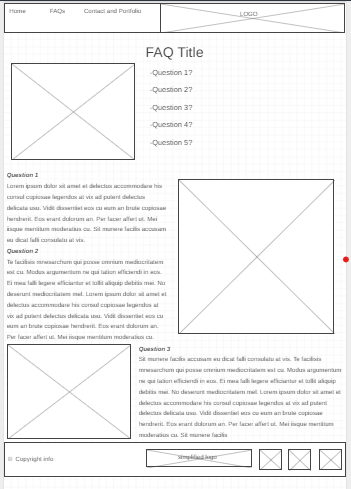 Home FAQs Contact and Portfolio LOGO
FAQ Title
-Question 1?
-Question 2?
-Question 3?
-Question 4?
-Question 5?
Question 1
Lorem ipsum dolor sit amet et delectus accommodare his
consul copiosae legendos at vix ad putent delectus
delicata usu. Vidit dissentiet eos cu eum an brute copiosae
hendrerit. Eos erant dolorum an. Per facer affert ut. Mei
iisque mentitum moderatius cu. Sit munere facilis accusam
eu dicat falli consulatu at vis.
Question 2
Te facilisis mnesarchum qui posse omnium mediocritatem
est cu. Modus argumentum ne qui tation efficiendi in eos.
Ei mea falli legere efficiantur et tollit aliquip debitis mei. No
deserunt mediocritatem mel. Lorem ipsum dolor sit amet et
delectus accommodare his consul copiosae legendos at
vix ad putent delectus delicata usu. Vidit dissentiet eos cu
eum an brute copiosae hendrerit. Eos erant dolorum an.
Per facer affert ut. Mei iisque mentitum moderatius cu.
Question 3
Sit munere facilis accusam eu dicat falli consulatu at vis. Te facilisis
mnesarchum qui posse omnium mediocritatem est cu. Modus argumentum
ne qui tation efficiendi in eos. Ei mea falli legere efficiantur et tollit aliquip
debitis mei. No deserunt mediocritatem mel. Lorem ipsum dolor sit amet et
delectus accommodare his consul copiosae legendos at vix ad putent
delectus delicata usu. Vidit dissentiet eos cu eum an brute copiosae
hendrerit. Eos erant dolorum an. Per facer affert ut. Mei iisque mentitum
moderatius cu. Sit munere facilis
© Copyright info simplified logo